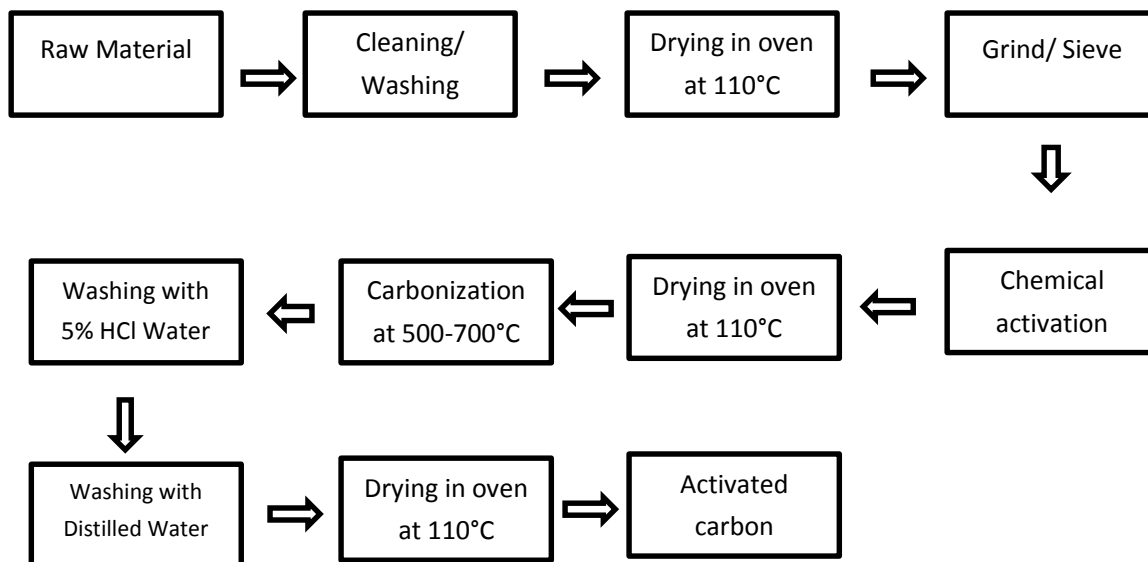 Raw Material
Cleaning/
Washing
Drying in oven
at 110°C
Grind/ Sieve
Chemical
activation
Drying in oven
at 110°C
Carbonization
at 500-700°C
Washing with
5% HCl Water
Washing with
Distilled Water
Drying in oven
at 110°C
Activated
carbon